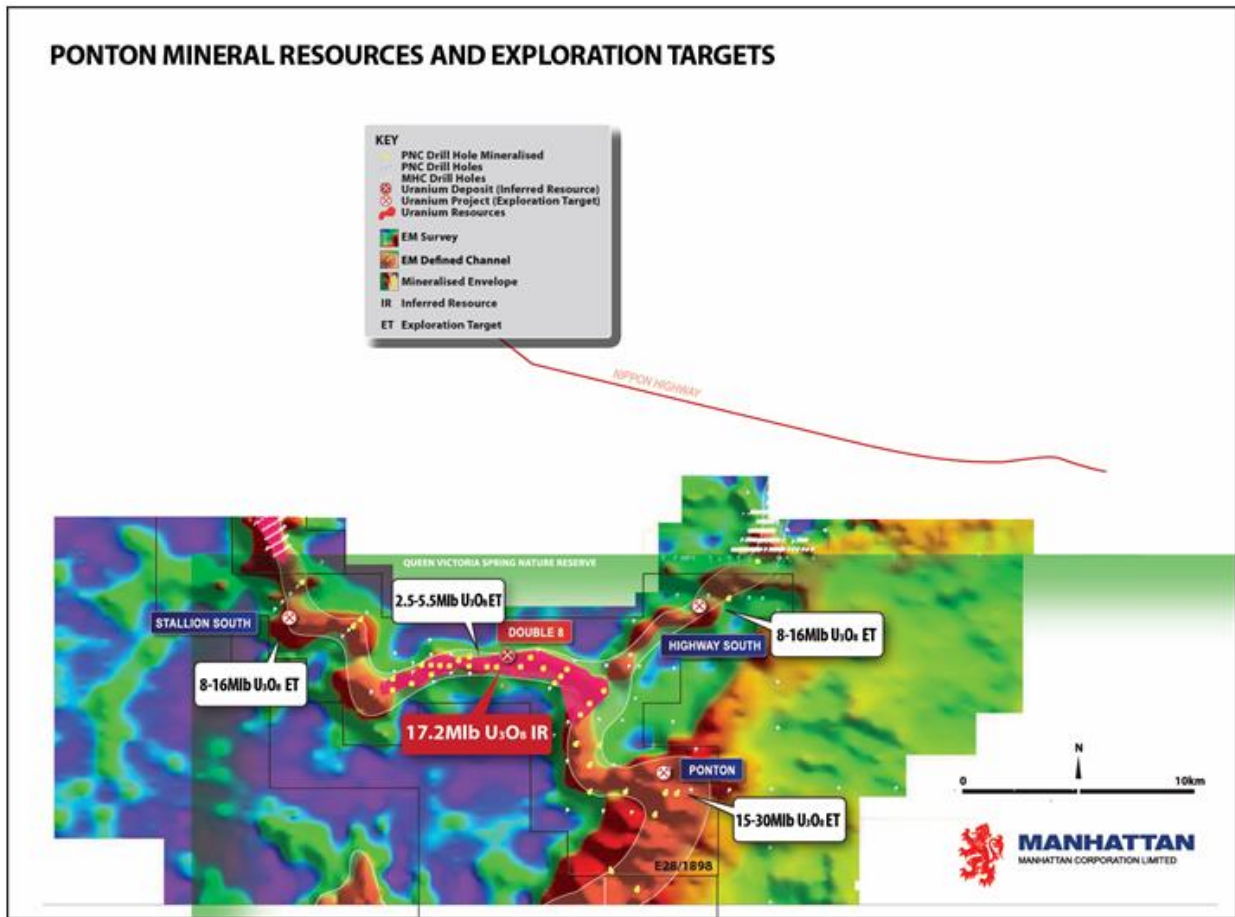 PONTON MINERAL RESOURCES AND EXPLORATION TARGETS
KEY
PNC Drill Hole Mineralised
PNC Drill Holes
MHC Drill Holes
Uranium Deposit (Inferred Resource)
Uranium Project (Exploration Target)
Uranium Resources
EM Survey
EM Defined Channel
Mineralised Envelope
IR Inferred Resource
ET Exploration Target
NIPPON HIGHWAY
QUEEN VICTORIA SPRING NATURE RESERVE
2.5-5.5Mlb U₃O₈ ET
STALLION SOUTH
DOUBLE 8
HIGHWAY SOUTH
8-16Mlb U₃O₈ ET
8-16Mlb U₃O₈ ET
17.2Mlb U₃O₈ IR
PONTON
15-30Mlb U₃O₈ ET
E28/1898
N
0 10km
MANHATTAN
MANHATTAN CORPORATION LIMITED